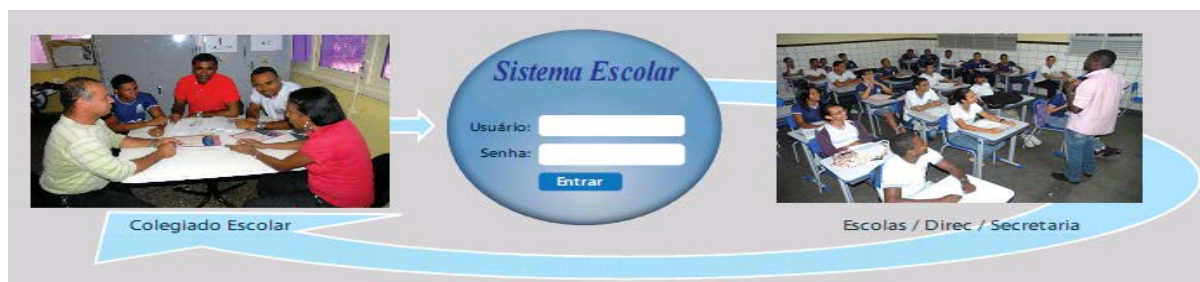 Sistema Escolar
Usuário:
Senha:
Entrar
Colegiado Escolar
Escolas / Direc / Secretaria